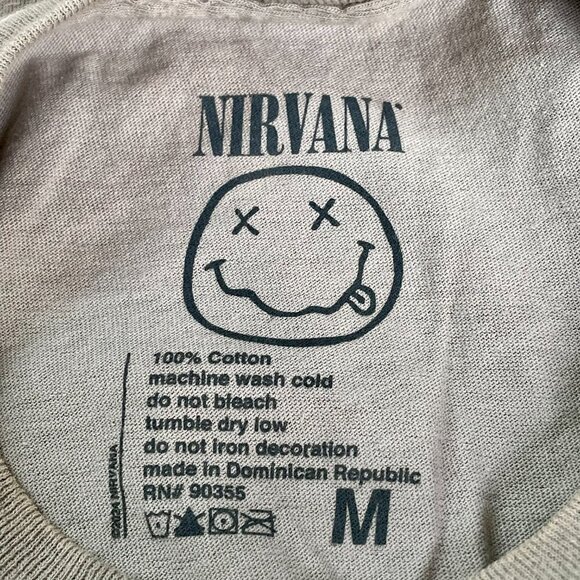 NIRVANA
100% Cotton
machine wash cold
do not bleach
tumble dry low
do not iron decoration
made in Dominican Republic
RN# 90355
M
NIRVANA